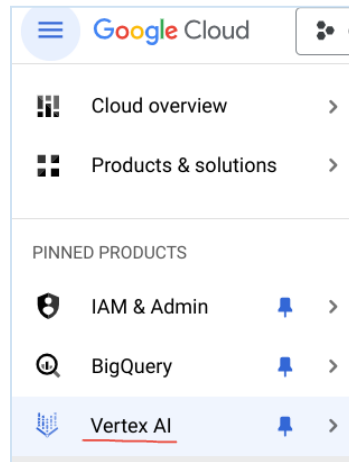 Google Cloud
Cloud overview
Products & solutions
PINNED PRODUCTS
IAM & Admin
BigQuery
Vertex AI